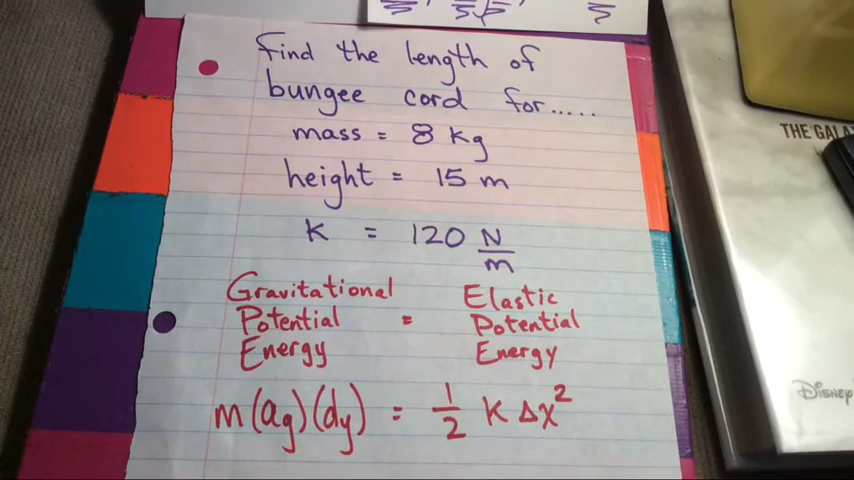 find the length of
bungee cord for.....
mass = 8 kg
height = 15 m
K = 120 N/m
Gravitational Potential Energy = Elastic Potential Energy
m(ag)(dy) = 1/2 K Δx²
THE GALA
DISNEY